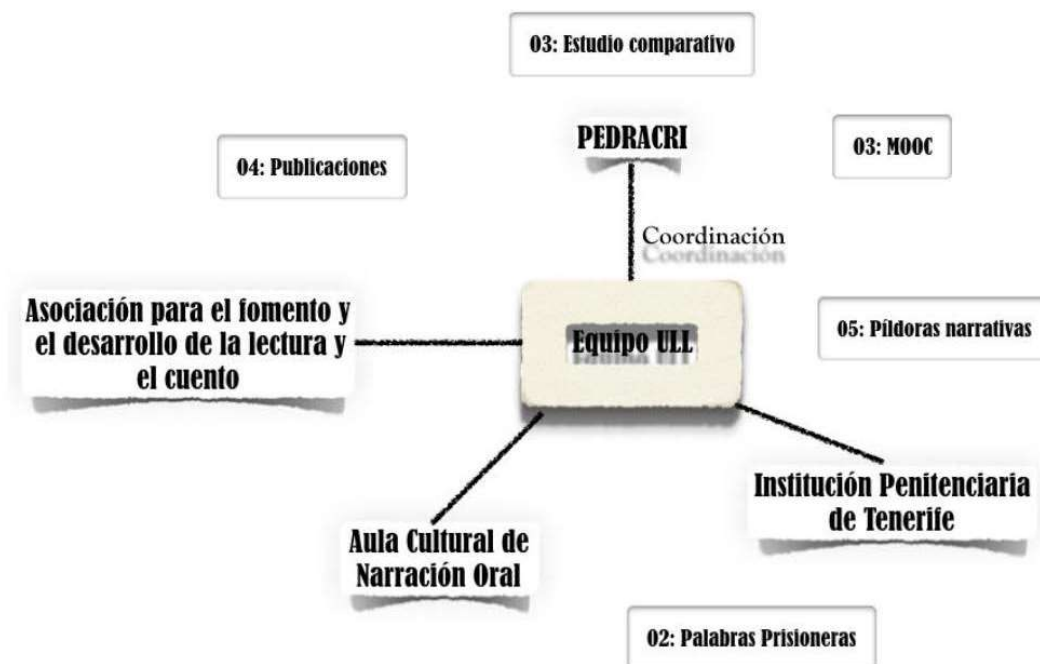 03: Estudio comparativo
PEDRACRI
03: MOOC
04: Publicaciones
Coordinación
Asociación para el fomento y
el desarrollo de la lectura y
el cuento
Equipo ULL
05: Píldoras narrativas
Institución Penitenciaria
de Tenerife
Aula Cultural de
Narración Oral
02: Palabras Prisioneras